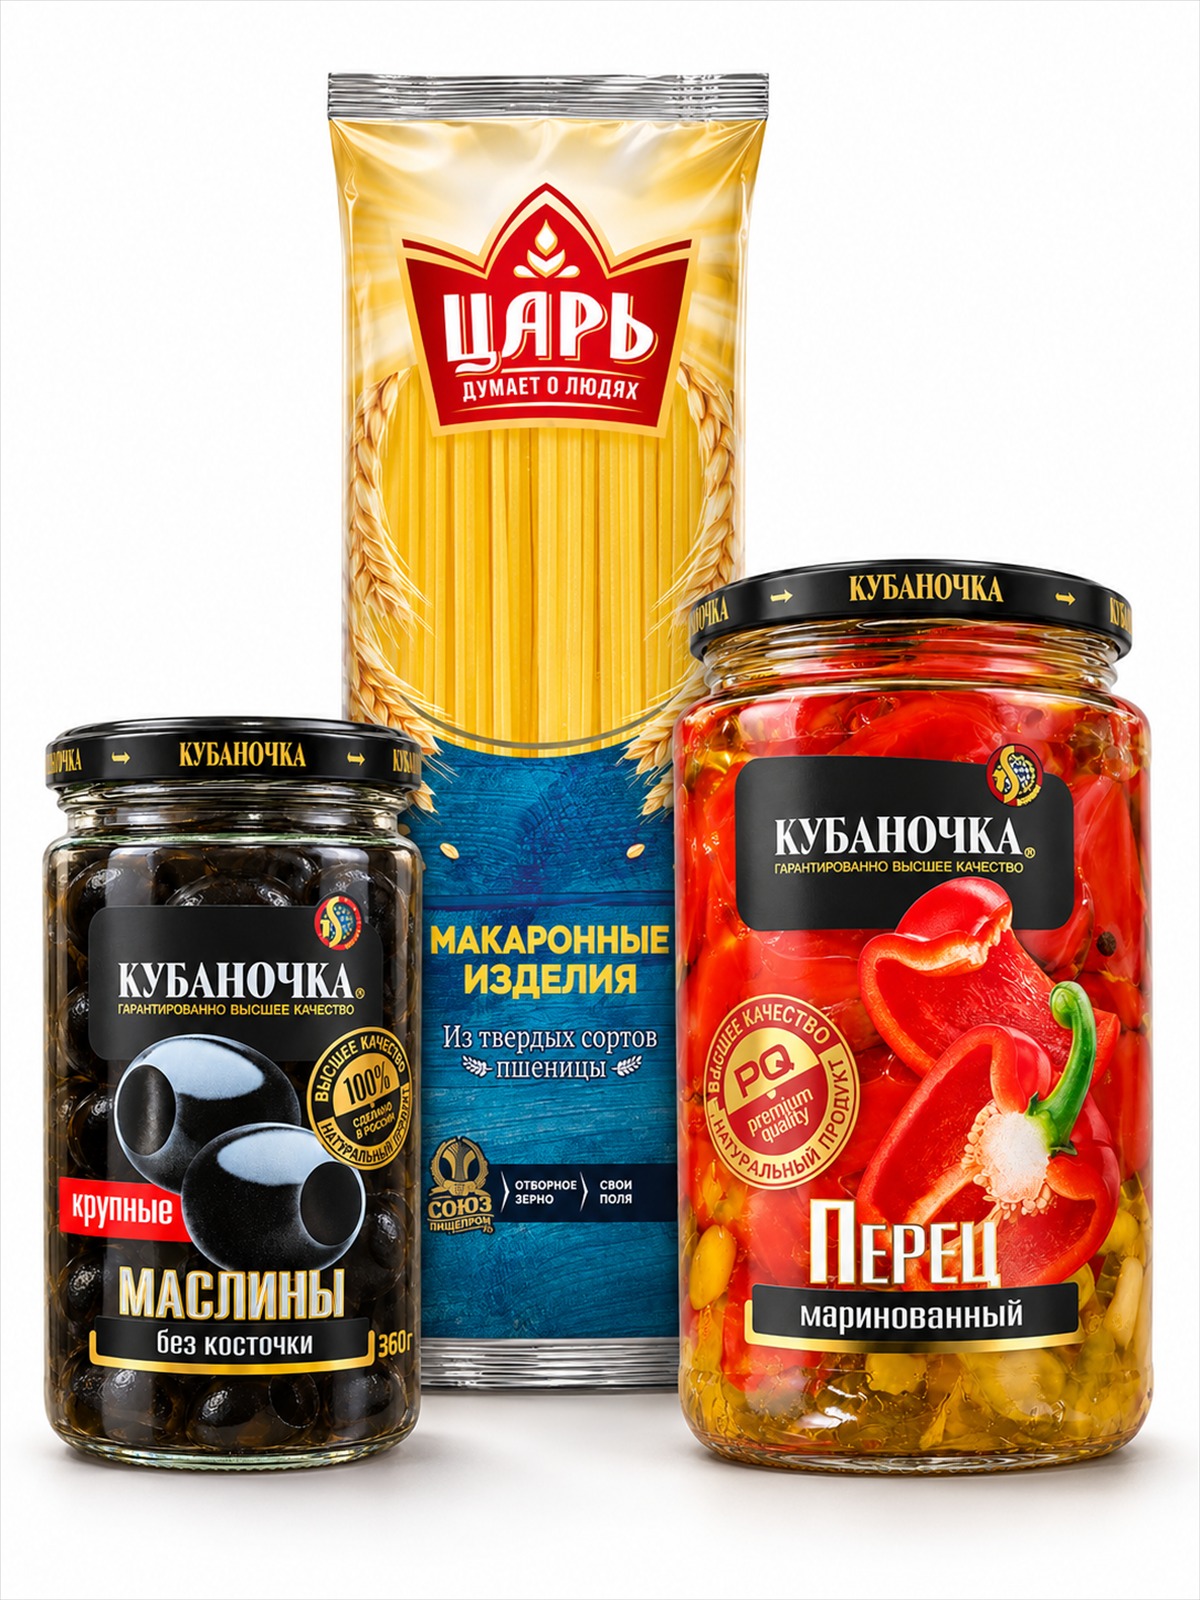 ЦАРЬ
ДУМАЕТ О ЛЮДЯХ
МАКАРОННЫЕ
ИЗДЕЛИЯ
Из твердых сортов
пшеницы
СОЮЗ
ПИЩЕПРОМ
ОТБОРНОЕ
ЗЕРНО
СВОИ
ПОЛЯ
КУБАНОЧКА
КУБАНОЧКА
ГАРАНТИРОВАННО ВЫСШЕЕ КАЧЕСТВО
ВЫСШЕЕ КАЧЕСТВО
100%
СДЕЛАНО
В РОССИИ
НАТУРАЛЬНЫЙ ПРОДУКТ
крупные
МАСЛИНЫ
без косточки
360г
КУБАНОЧКА
КУБАНОЧКА®
ГАРАНТИРОВАННО ВЫСШЕЕ КАЧЕСТВО
ВЫСШЕЕ КАЧЕСТВО
PQ
premium
quality
НАТУРАЛЬНЫЙ ПРОДУКТ
ПЕРЕЦ
маринованный